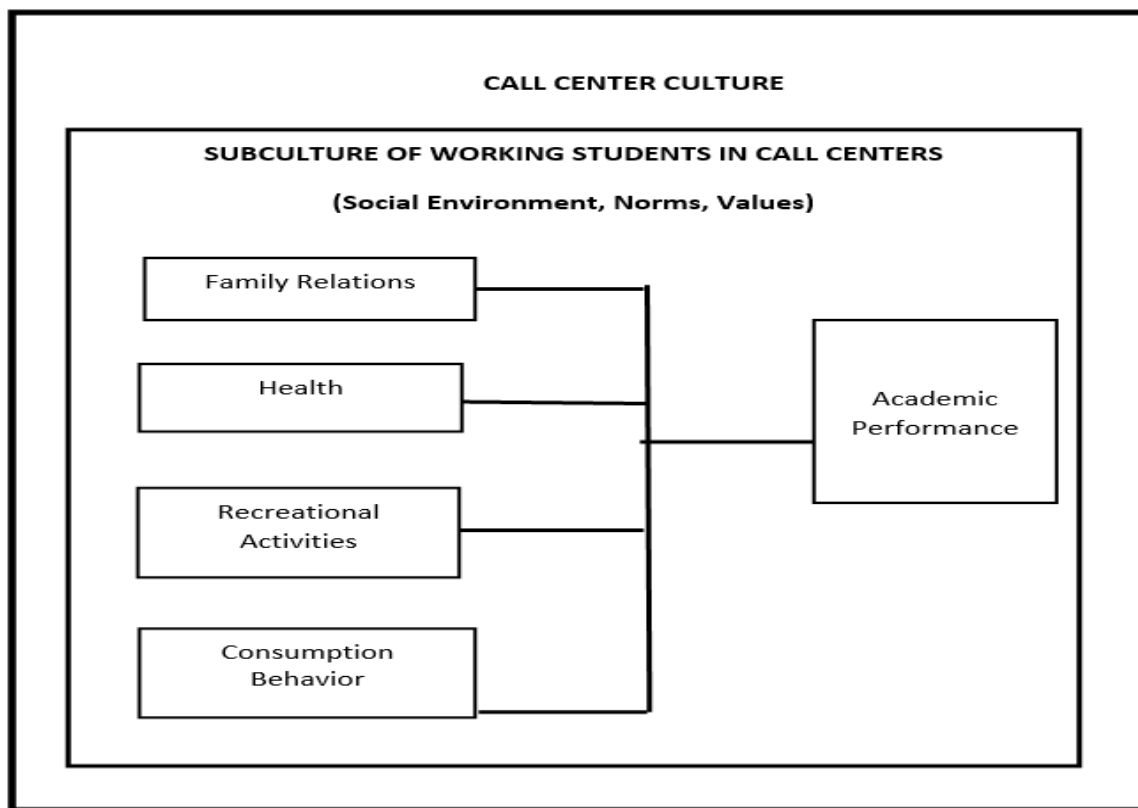 CALL CENTER CULTURE
SUBCULTURE OF WORKING STUDENTS IN CALL CENTERS
(Social Environment, Norms, Values)
Family Relations
Health
Recreational
Activities
Consumption
Behavior
Academic
Performance